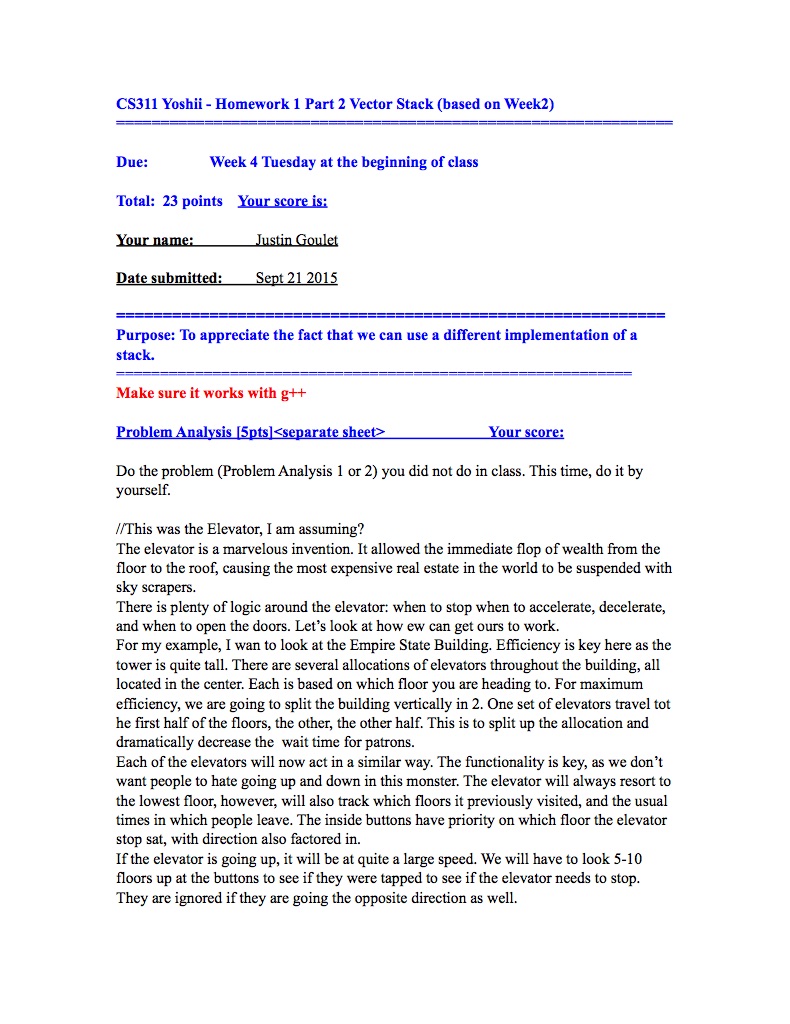 CS311 Yoshii - Homework 1 Part 2 Vector Stack (based on Week2)
================================================================
Due: Week 4 Tuesday at the beginning of class
Total: 23 points Your score is:
Your name: Justin Goulet
Date submitted: Sept 21 2015
===========================================================
Purpose: To appreciate the fact that we can use a different implementation of a
stack.
===========================================================
Make sure it works with g++
Problem Analysis [5pts]<separate sheet> Your score:
Do the problem (Problem Analysis 1 or 2) you did not do in class. This time, do it by
yourself.
//This was the Elevator, I am assuming?
The elevator is a marvelous invention. It allowed the immediate flop of wealth from the
floor to the roof, causing the most expensive real estate in the world to be suspended with
sky scrapers.
There is plenty of logic around the elevator: when to stop when to accelerate, decelerate,
and when to open the doors. Let’s look at how ew can get ours to work.
For my example, I wan to look at the Empire State Building. Efficiency is key here as the
tower is quite tall. There are several allocations of elevators throughout the building, all
located in the center. Each is based on which floor you are heading to. For maximum
efficiency, we are going to split the building vertically in 2. One set of elevators travel tot
he first half of the floors, the other, the other half. This is to split up the allocation and
dramatically decrease the  wait time for patrons.
Each of the elevators will now act in a similar way. The functionality is key, as we don’t
want people to hate going up and down in this monster. The elevator will always resort to
the lowest floor, however, will also track which floors it previously visited, and the usual
times in which people leave. The inside buttons have priority on which floor the elevator
stop sat, with direction also factored in.
If the elevator is going up, it will be at quite a large speed. We will have to look 5-10
floors up at the buttons to see if they were tapped to see if the elevator needs to stop.
They are ignored if they are going the opposite direction as well.